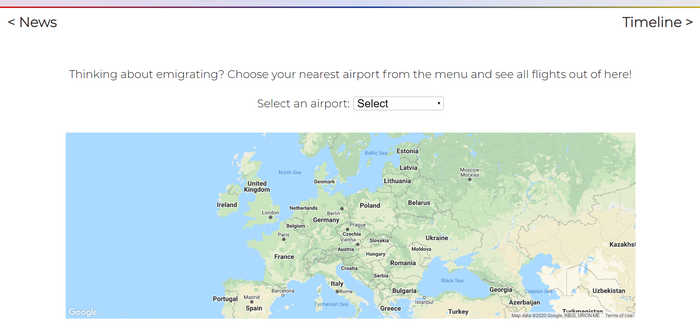 < News
Timeline >
Thinking about emigrating? Choose your nearest airport from the menu and see all flights out of here!
Select an airport: Select
Baltic Sea
Estonia
North Sea
Latvia
Moscow
Москва
Denmark
Lithuania
United
Kingdom
Ireland
Netherlands
Poland
Belarus
London
Berlin
Germany
Belgium
Prague
Paris
Czechia
Ukraine
Vienna
Slovakia
Kazakhs
Austria
Moldova
France
Hungary
Romania
Croatia
Serbia
Italy
Black Sea
Portugal
Madrid
Barcelona
Rome
Bulgaria
Georgia
Caspian Sea
Uzbekistan
Spain
Tyrrhenian Sea
Istanbul
Azerbaijan
Greece
Turkey
Turkmenistan
Google
Map data ©2020 Google, INEGI, ORION-ME
Terms of Use